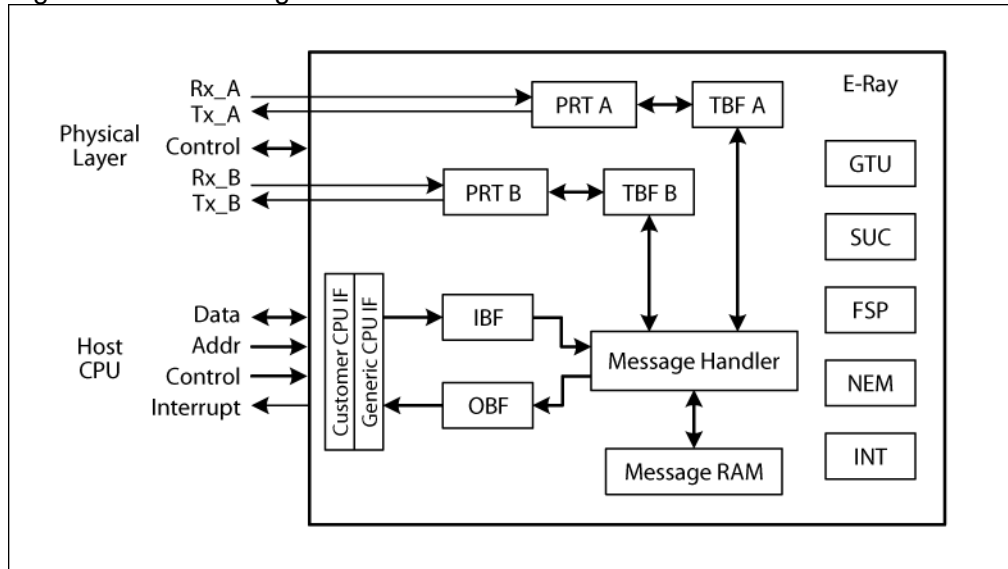 Rx_A
Tx_A
Physical
Layer
Control
Rx_B
Tx_B
PRT A
TBF A
E-Ray
PRT B
TBF B
GTU
SUC
FSP
NEM
INT
Host
CPU
Data
Addr
Control
Interrupt
Customer CPU IF
Generic CPU IF
IBF
OBF
Message Handler
Message RAM